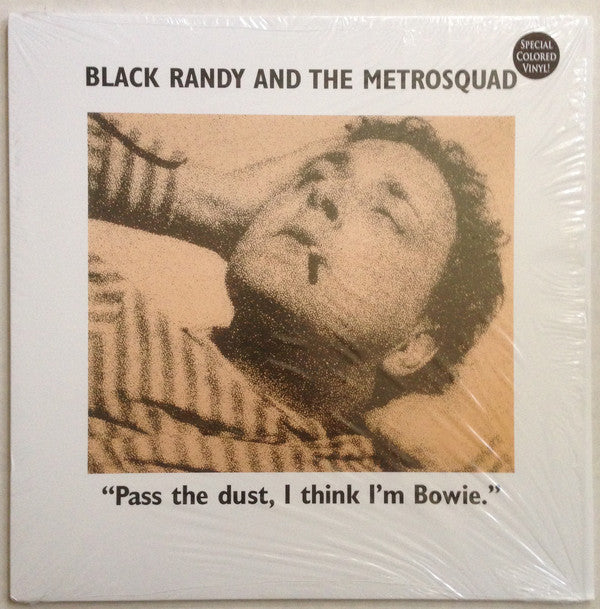 SPECIAL
COLORED
VINYL!
BLACK RANDY AND THE METROSQUAD
“Pass the dust, I think I’m Bowie.”